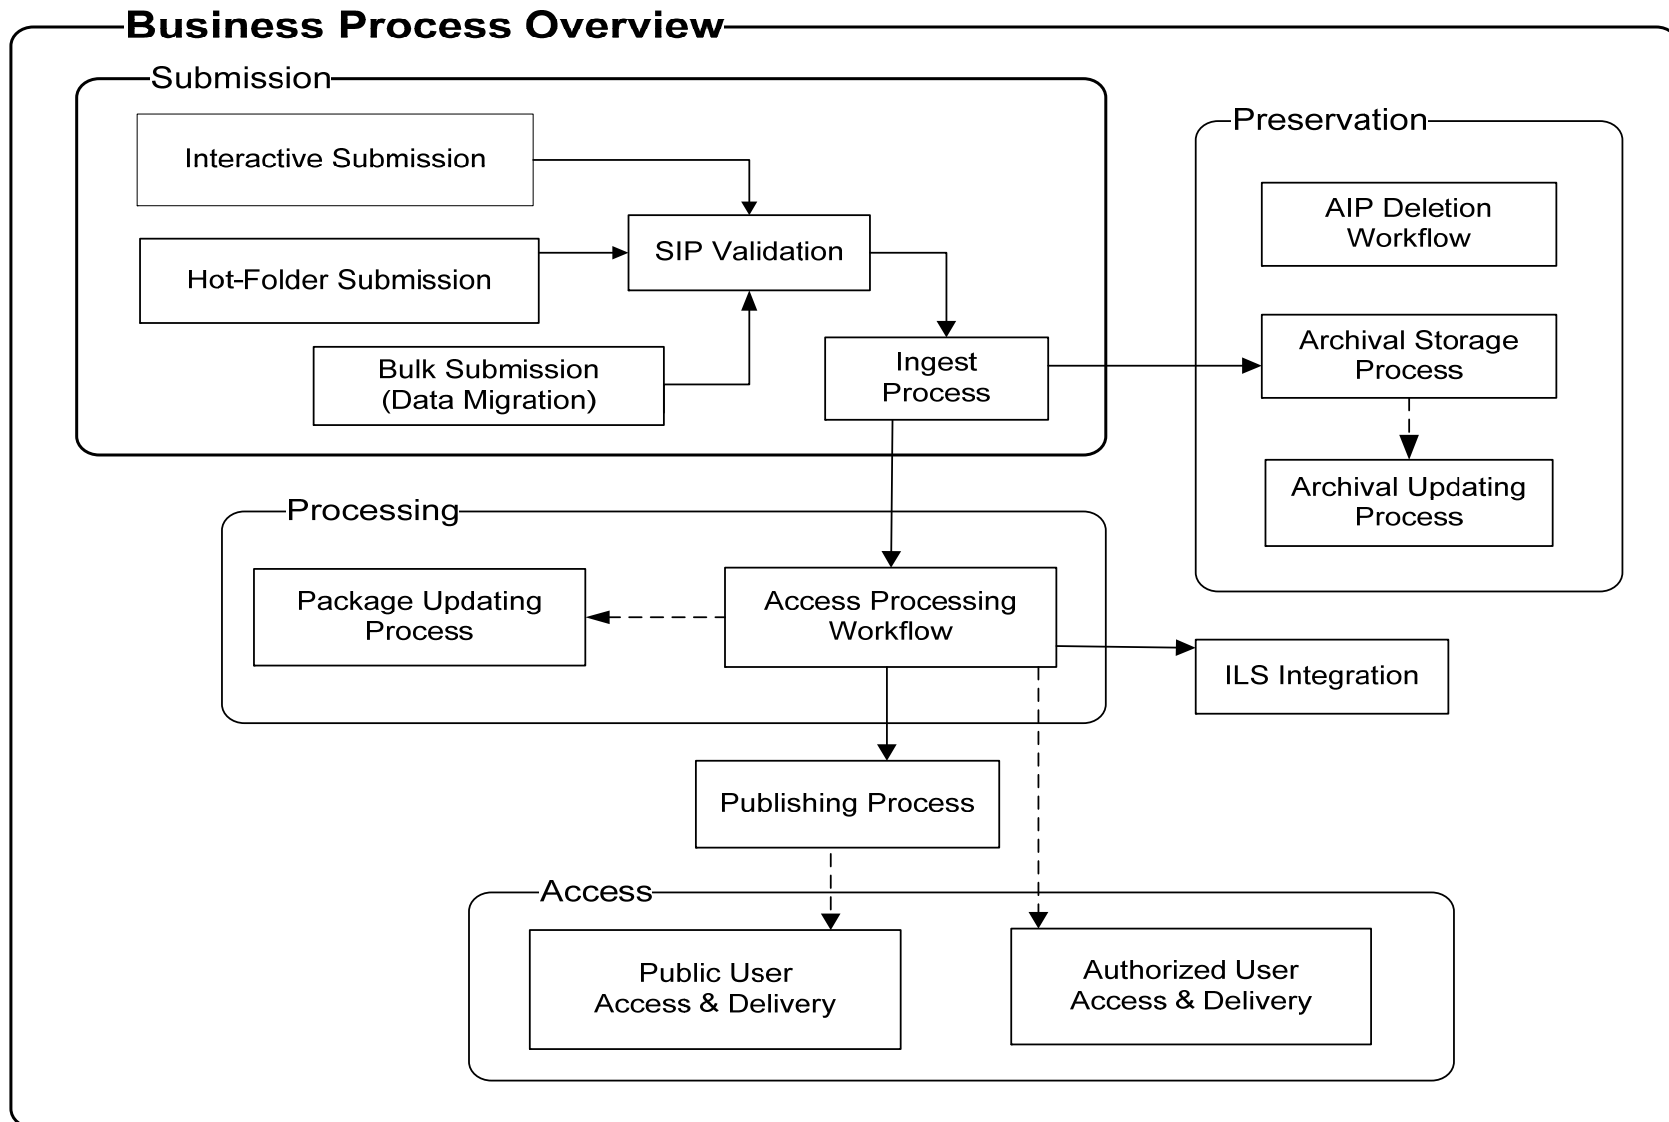 Business Process Overview
Submission
Interactive Submission
Hot-Folder Submission
SIP Validation
Bulk Submission
(Data Migration)
Ingest
Process
Preservation
AIP Deletion
Workflow
Archival Storage
Process
Archival Updating
Process
Processing
Package Updating
Process
Access Processing
Workflow
ILS Integration
Publishing Process
Access
Public User
Access & Delivery
Authorized User
Access & Delivery